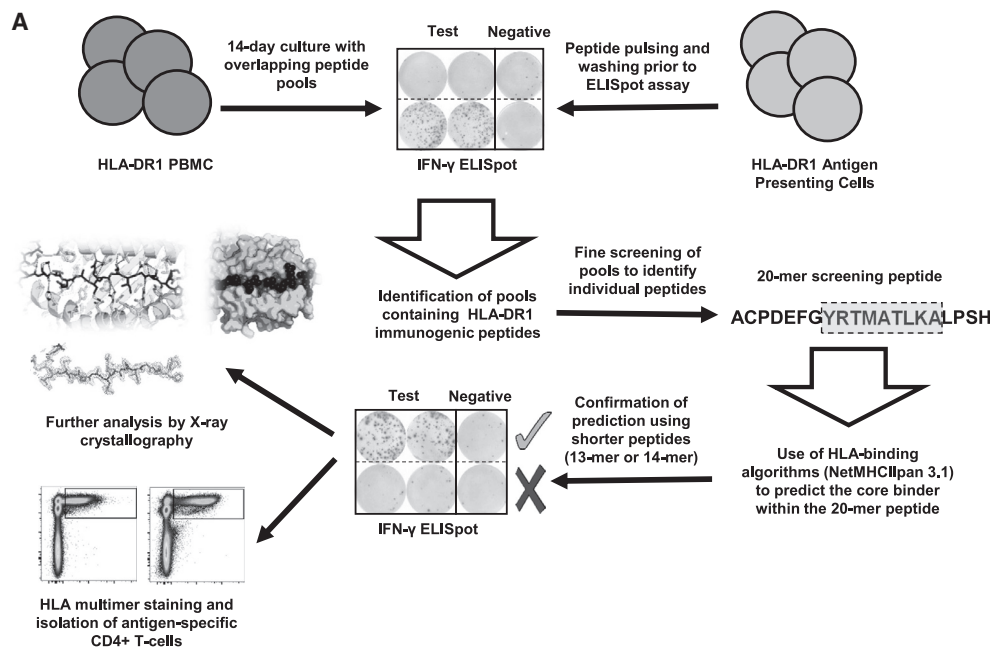 A
14-day culture with
overlapping peptide
pools
Test
Negative
Peptide pulsing and
washing prior to
ELISpot assay
HLA-DR1 PBMC
IFN-γ ELISpot
HLA-DR1 Antigen
Presenting Cells
Identification of pools
containing HLA-DR1
immunogenic peptides
Fine screening of
pools to identify
individual peptides
20-mer screening peptide
ACPDEFGYRTMATLKALPSH
Further analysis by X-ray
crystallography
Test
Negative
IFN-γ ELISpot
Confirmation of
prediction using
shorter peptides
(13-mer or 14-mer)
Use of HLA-binding
algorithms (NetMHCIIpan 3.1)
to predict the core binder
within the 20-mer peptide
HLA multimer staining and
isolation of antigen-specific
CD4+ T-cells